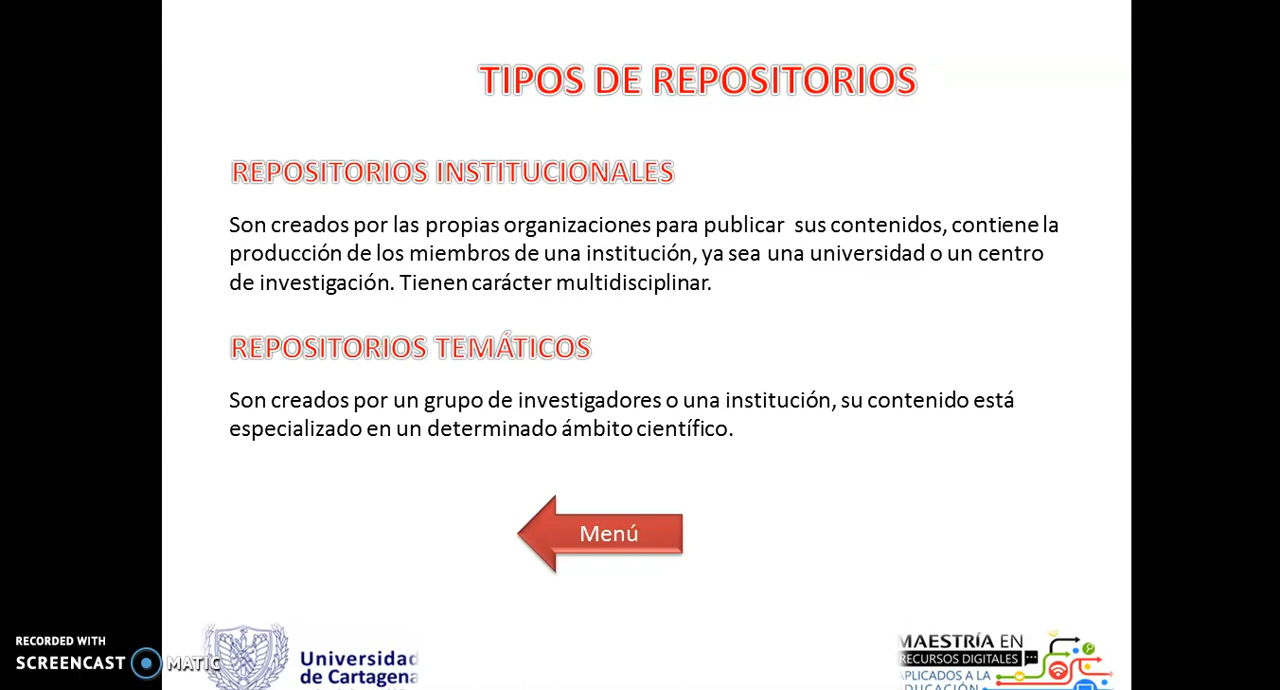 TIPOS DE REPOSITORIOS
REPOSITORIOS INSTITUCIONALES
Son creados por las propias organizaciones para publicar sus contenidos, contiene la
producción de los miembros de una institución, ya sea una universidad o un centro
de investigación. Tienen carácter multidisciplinar.
REPOSITORIOS TEMÁTICOS
Son creados por un grupo de investigadores o una institución, su contenido está
especializado en un determinado ámbito científico.
Menú
RECORDED WITH
SCREENCAST MATIC
Universidad
de Cartagena
MAESTRÍA EN
RECURSOS DIGITALES
APLICADOS A LA
EDUCACIÓN